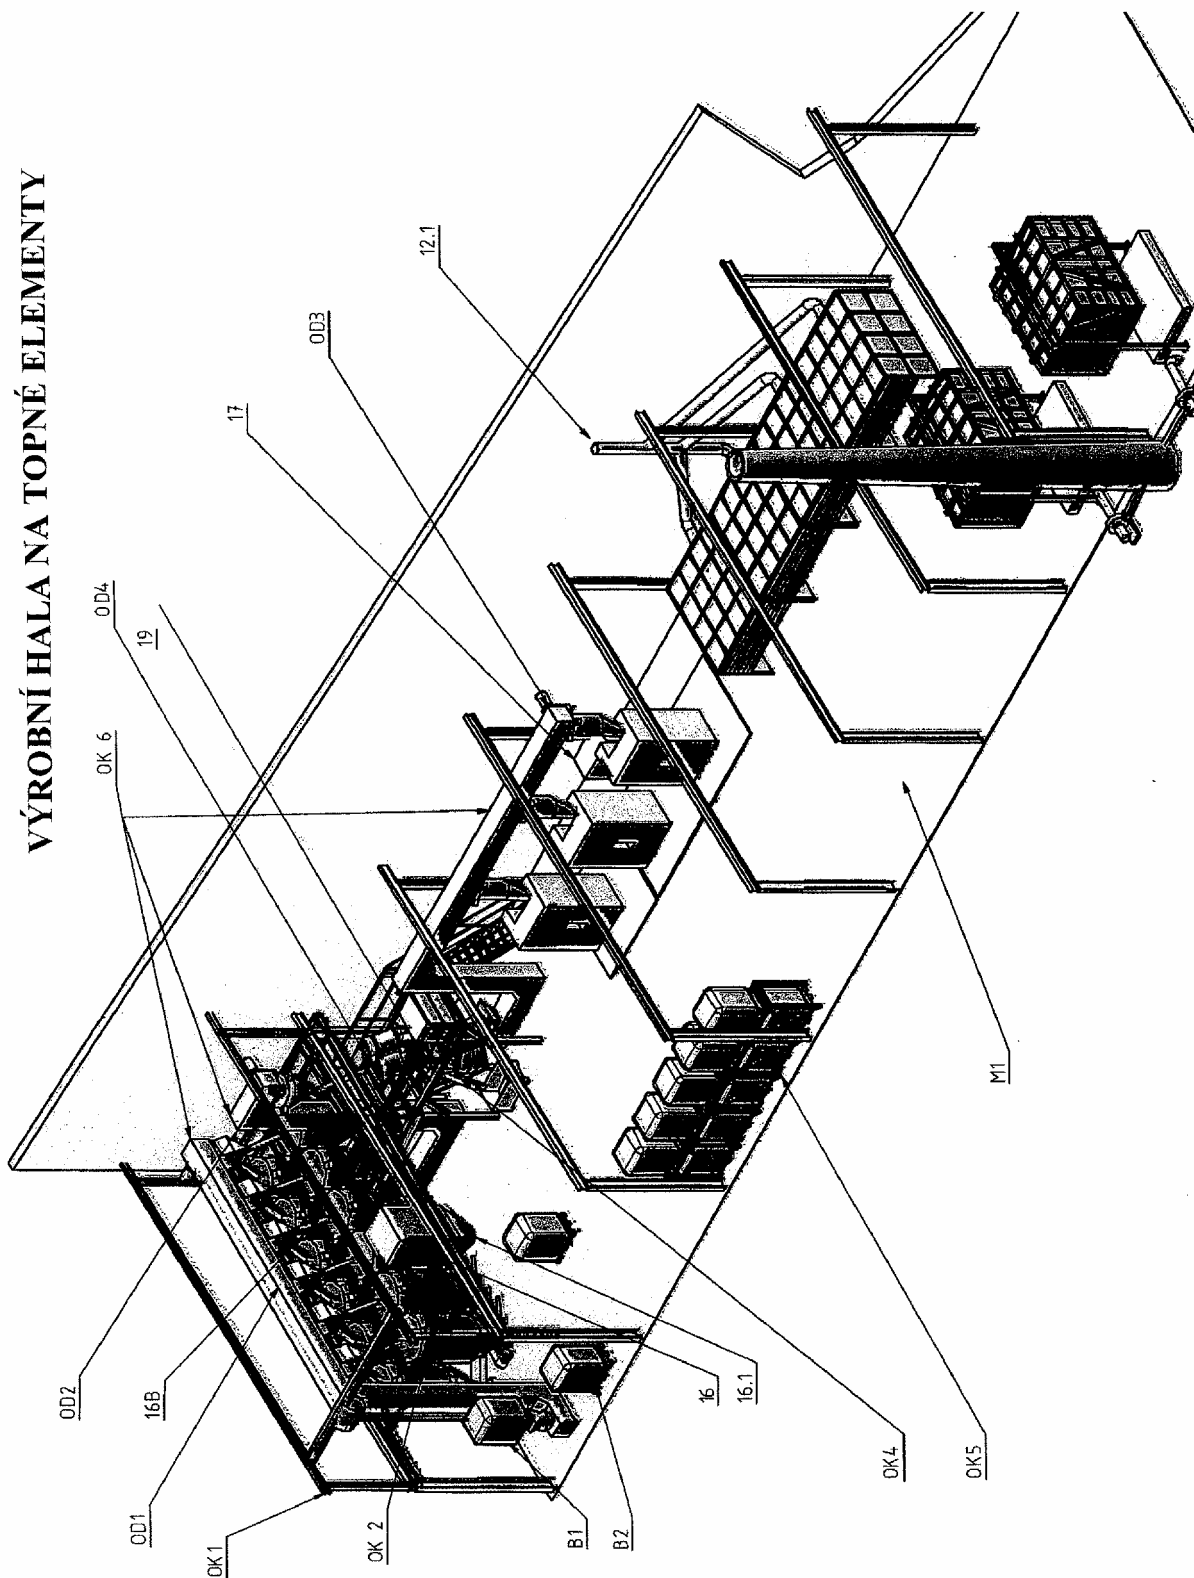 VÝROBNÍ HALA NA TOPNÉ ELEMENTY
12.1
OD3
17
OD4
19
OK 6
OD2
16B
OD1
OK1
OK 2
B1
B2
16
16.1
OK4
OK5
M1